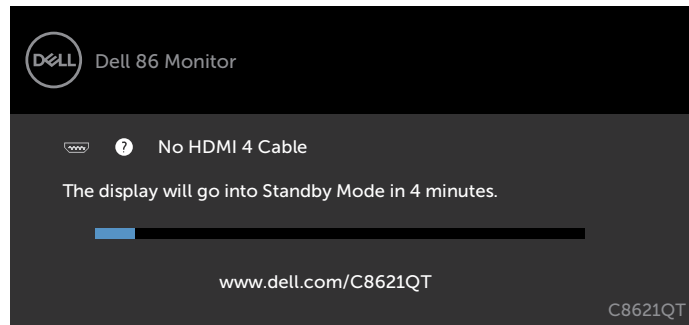 DELL
Dell 86 Monitor
? No HDMI 4 Cable
The display will go into Standby Mode in 4 minutes.
www.dell.com/C8621QT
C8621QT